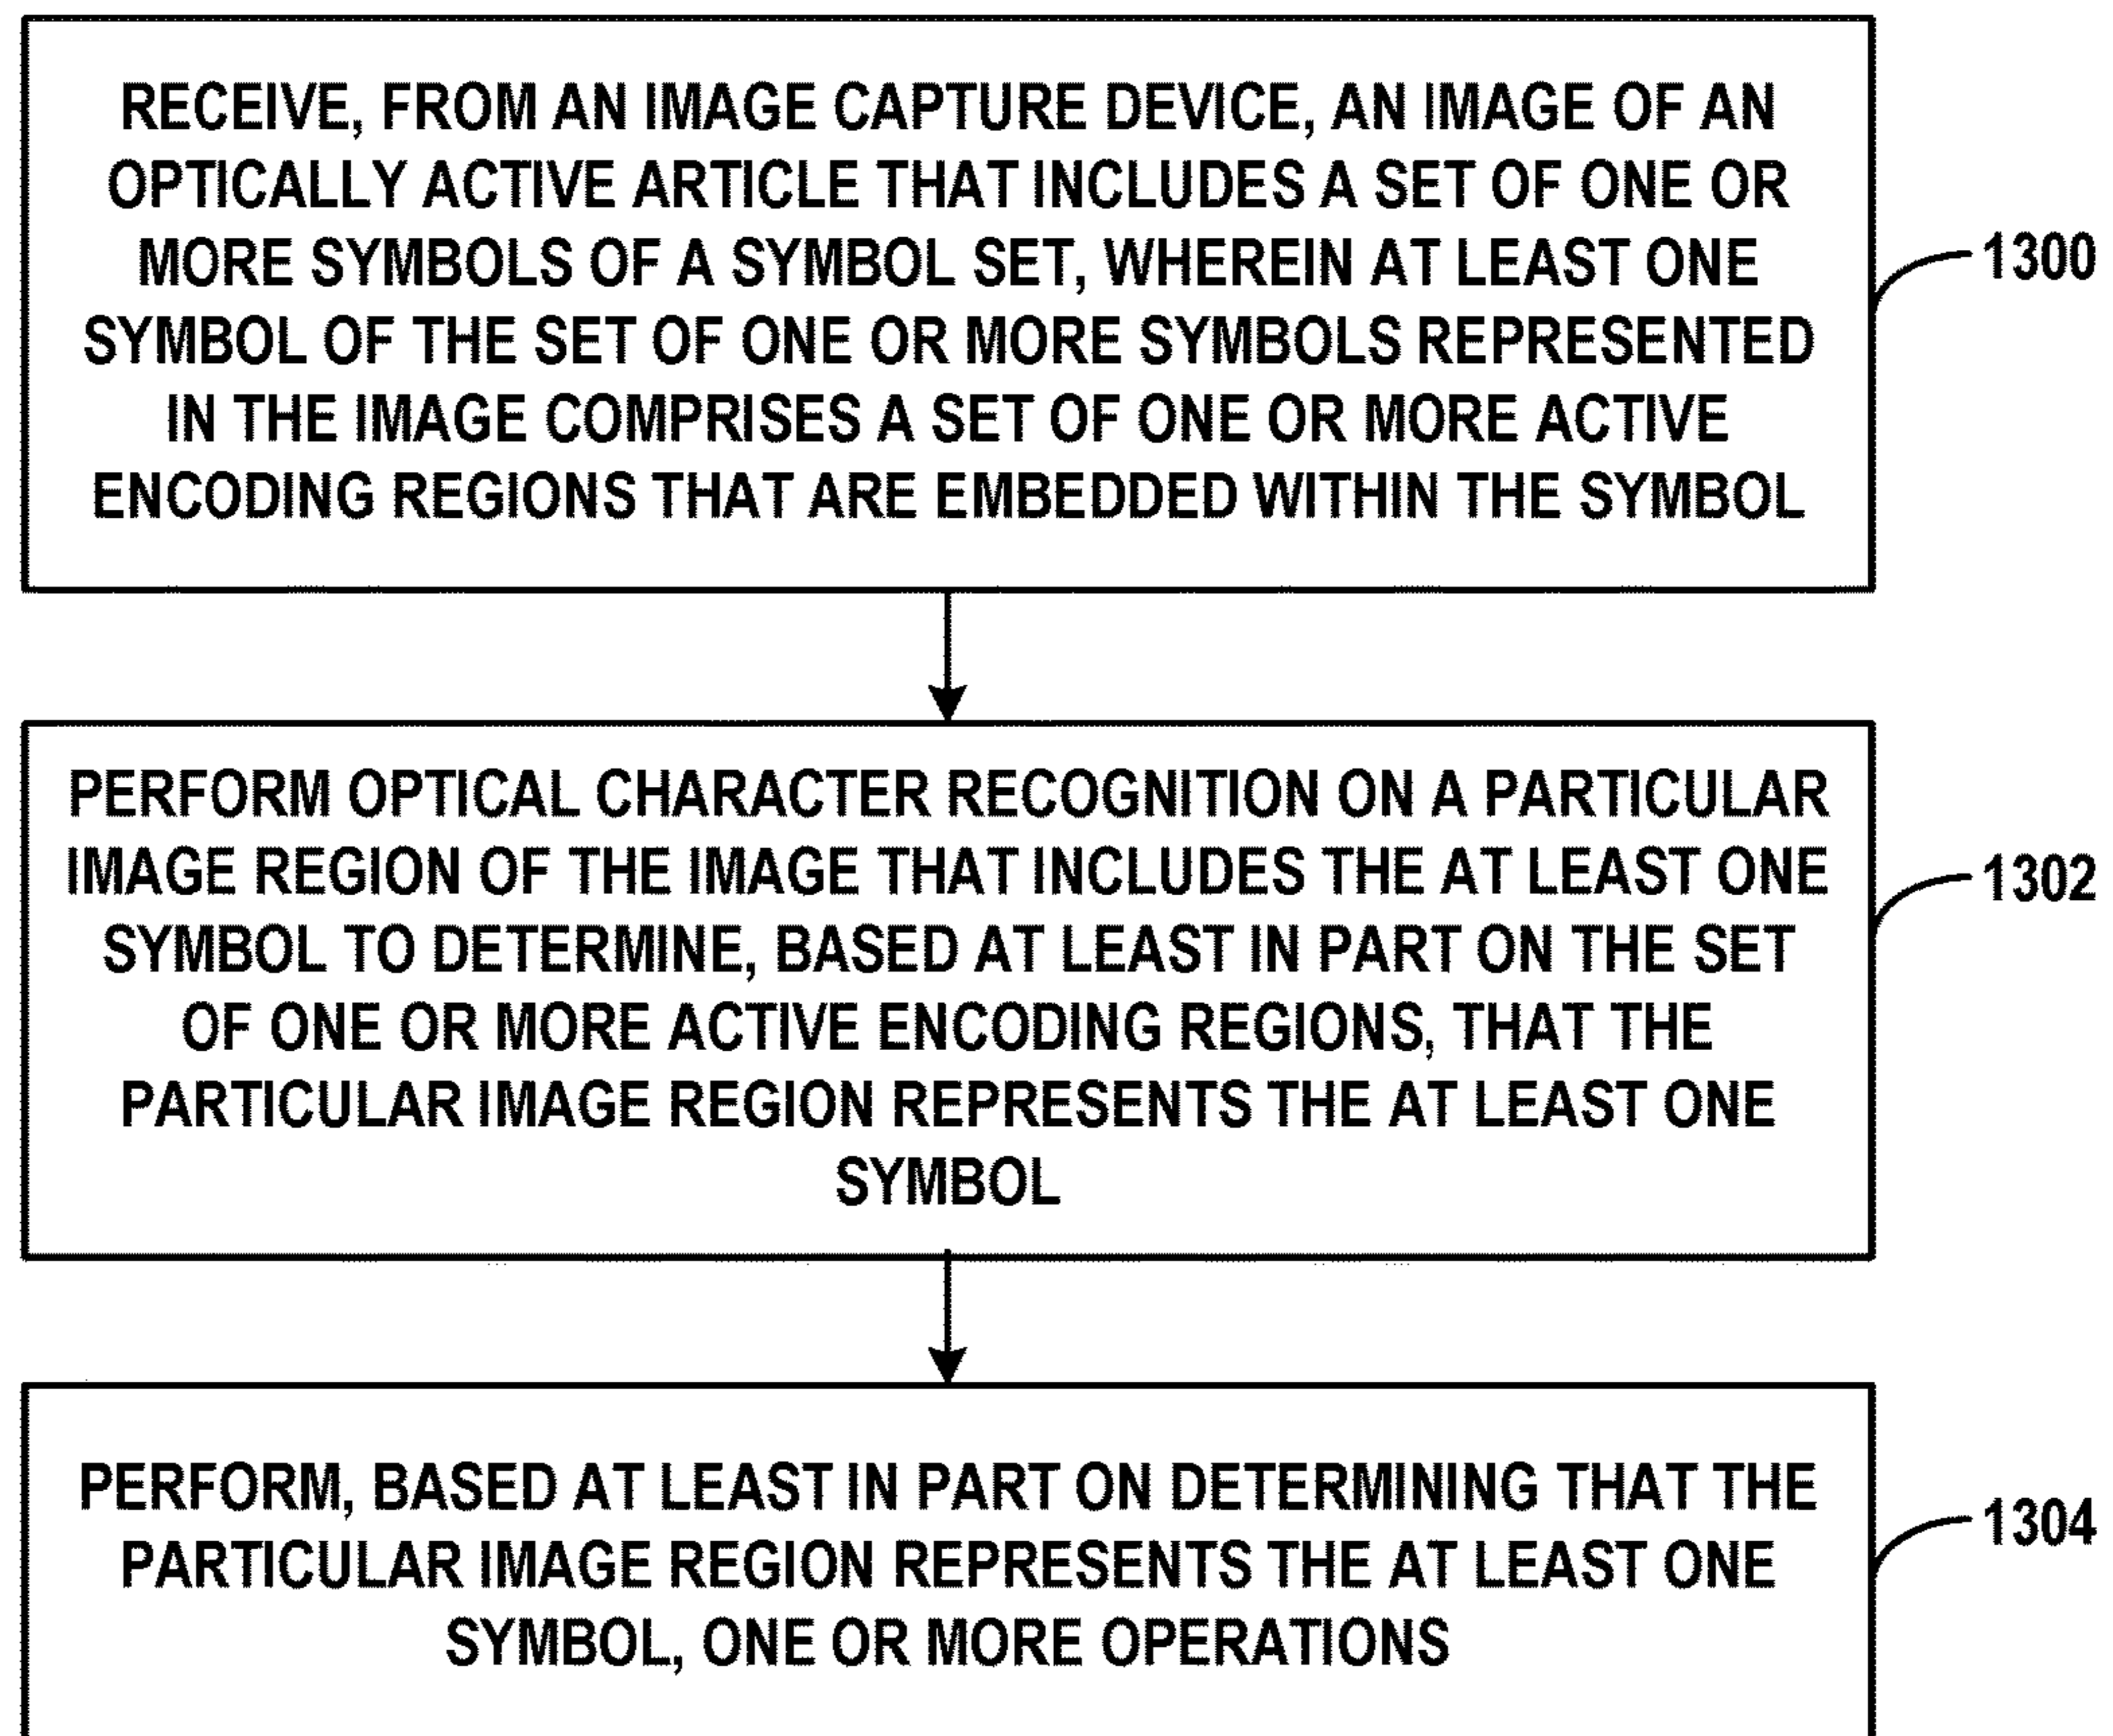 RECEIVE, FROM AN IMAGE CAPTURE DEVICE, AN IMAGE OF AN
OPTICALLY ACTIVE ARTICLE THAT INCLUDES A SET OF ONE OR
MORE SYMBOLS OF A SYMBOL SET, WHEREIN AT LEAST ONE
SYMBOL OF THE SET OF ONE OR MORE SYMBOLS REPRESENTED
IN THE IMAGE COMPRISES A SET OF ONE OR MORE ACTIVE
ENCODING REGIONS THAT ARE EMBEDDED WITHIN THE SYMBOL
1300
PERFORM OPTICAL CHARACTER RECOGNITION ON A PARTICULAR
IMAGE REGION OF THE IMAGE THAT INCLUDES THE AT LEAST ONE
SYMBOL TO DETERMINE, BASED AT LEAST IN PART ON THE SET
OF ONE OR MORE ACTIVE ENCODING REGIONS, THAT THE
PARTICULAR IMAGE REGION REPRESENTS THE AT LEAST ONE
SYMBOL
1302
PERFORM, BASED AT LEAST IN PART ON DETERMINING THAT THE
PARTICULAR IMAGE REGION REPRESENTS THE AT LEAST ONE
SYMBOL, ONE OR MORE OPERATIONS
1304